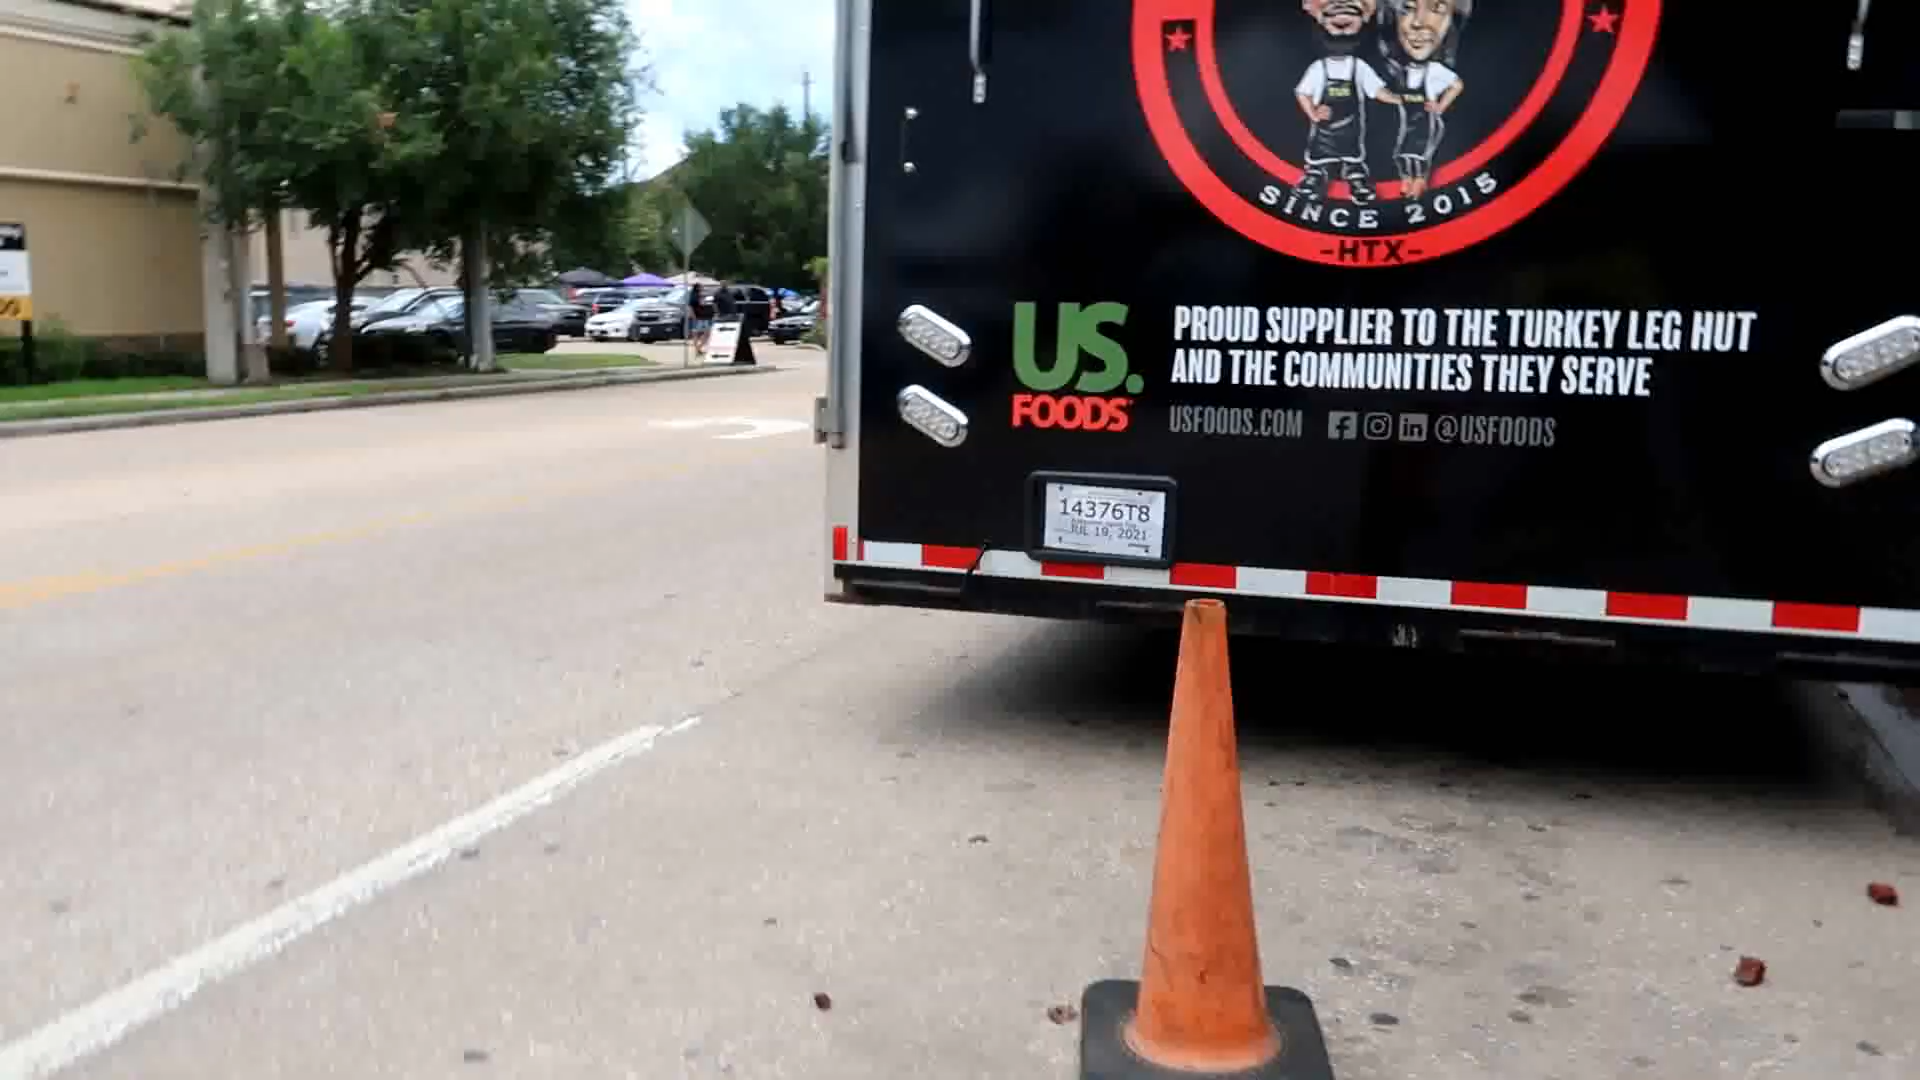 SINCE 2015
-HTX-
US.
FOODS
PROUD SUPPLIER TO THE TURKEY LEG HUT
AND THE COMMUNITIES THEY SERVE
USFOODS.COM @USFOODS
14376T8
JUL 19, 2021